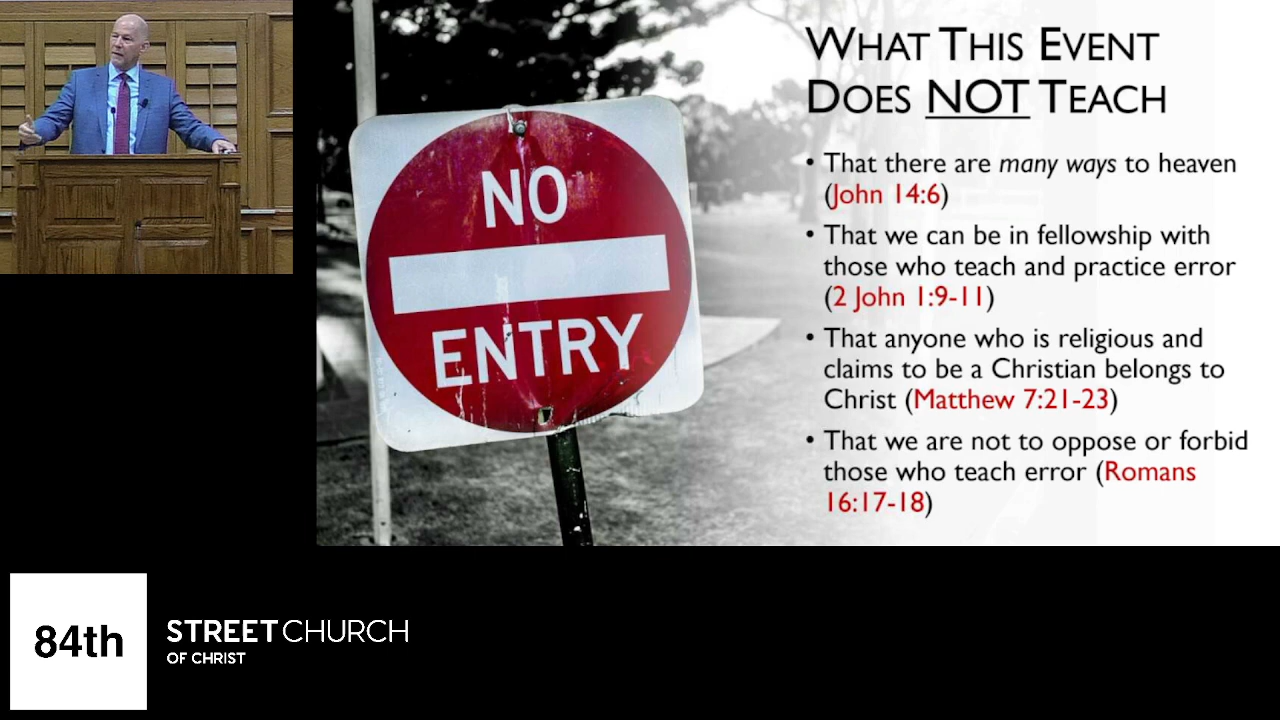 WHAT THIS EVENT
DOES NOT TEACH
• That there are many ways to heaven
(John 14:6)
• That we can be in fellowship with
those who teach and practice error
(2 John 1:9-11)
• That anyone who is religious and
claims to be a Christian belongs to
Christ (Matthew 7:21-23)
• That we are not to oppose or forbid
those who teach error (Romans
16:17-18)
NO
ENTRY
84th
STREET CHURCH
OF CHRIST